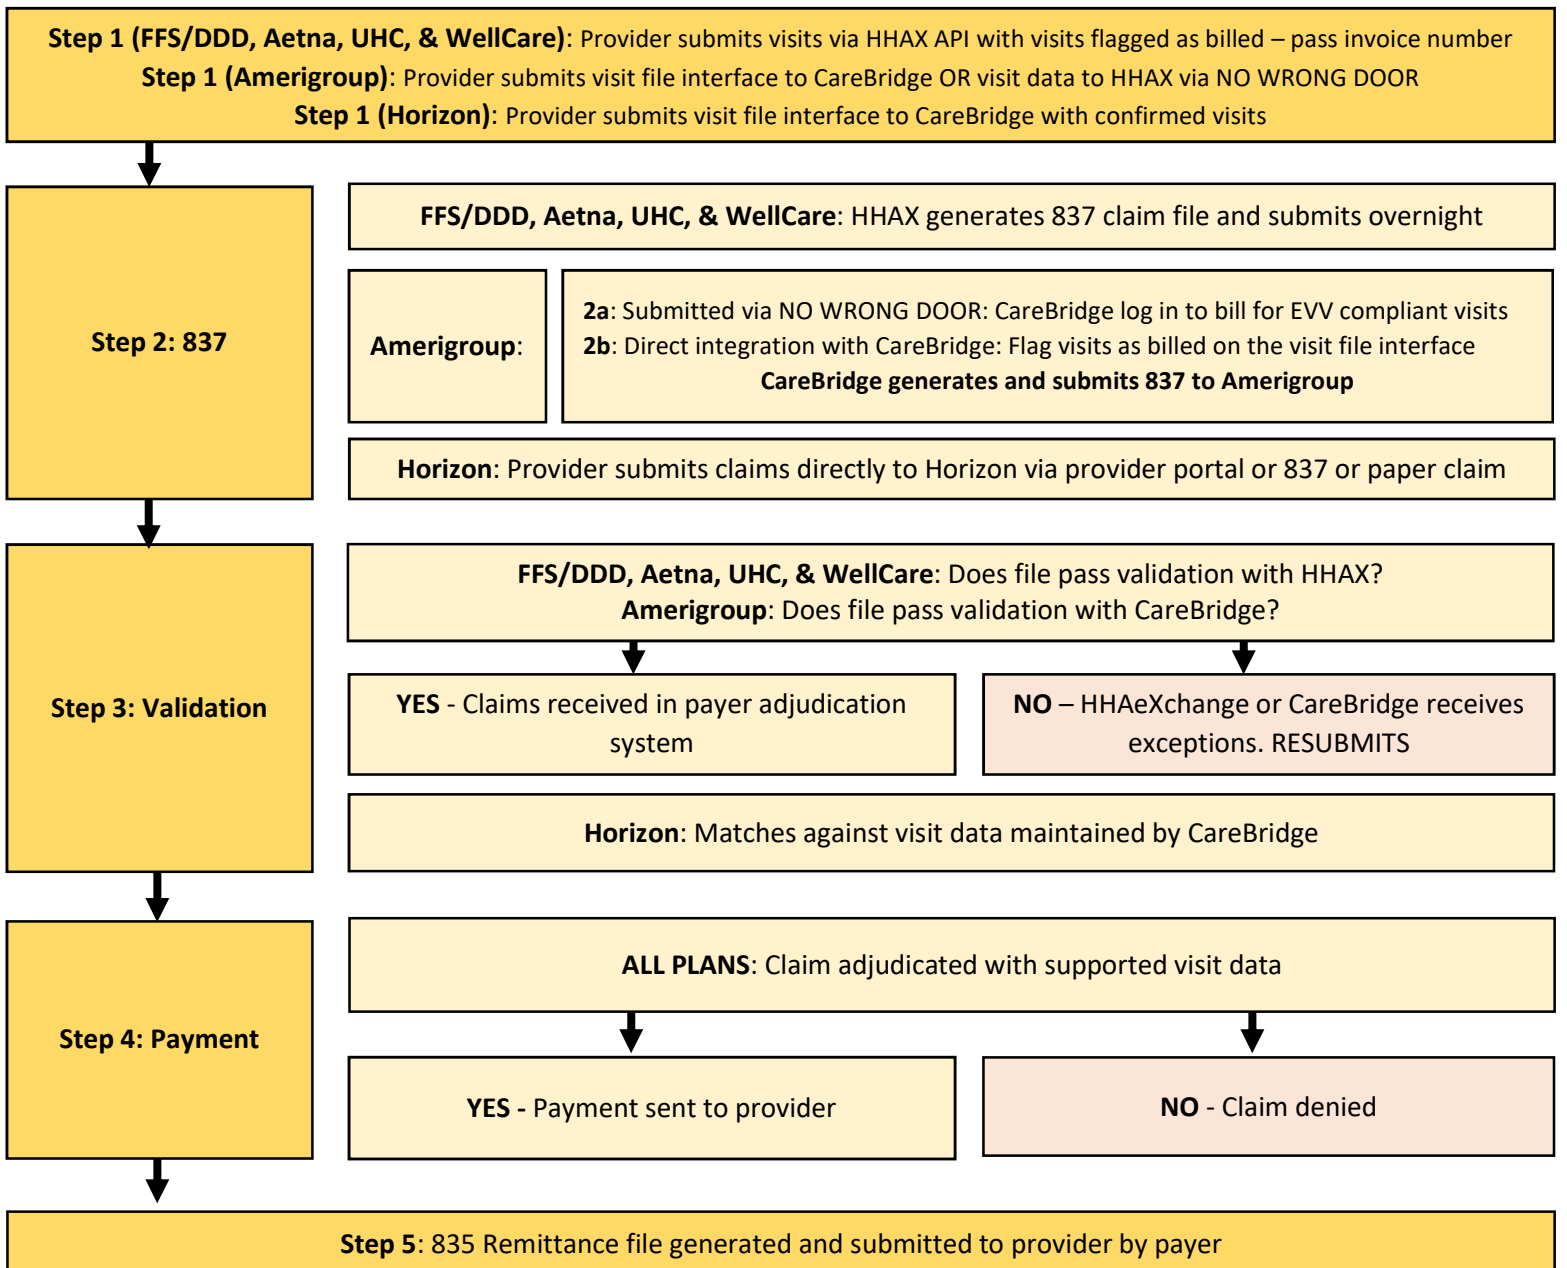 Step 1 (FFS/DDD, Aetna, UHC, & WellCare): Provider submits visits via HHAX API with visits flagged as billed – pass invoice number
Step 1 (Amerigroup): Provider submits visit file interface to CareBridge OR visit data to HHAX via NO WRONG DOOR
Step 1 (Horizon): Provider submits visit file interface to CareBridge with confirmed visits
Step 2: 837
FFS/DDD, Aetna, UHC, & WellCare: HHAX generates 837 claim file and submits overnight
Amerigroup:
2a: Submitted via NO WRONG DOOR: CareBridge log in to bill for EVV compliant visits
2b: Direct integration with CareBridge: Flag visits as billed on the visit file interface
CareBridge generates and submits 837 to Amerigroup
Horizon: Provider submits claims directly to Horizon via provider portal or 837 or paper claim
Step 3: Validation
FFS/DDD, Aetna, UHC, & WellCare: Does file pass validation with HHAX?
Amerigroup: Does file pass validation with CareBridge?
YES - Claims received in payer adjudication
system
NO – HHAeXchange or CareBridge receives
exceptions. RESUBMITS
Horizon: Matches against visit data maintained by CareBridge
Step 4: Payment
ALL PLANS: Claim adjudicated with supported visit data
YES - Payment sent to provider
NO - Claim denied
Step 5: 835 Remittance file generated and submitted to provider by payer